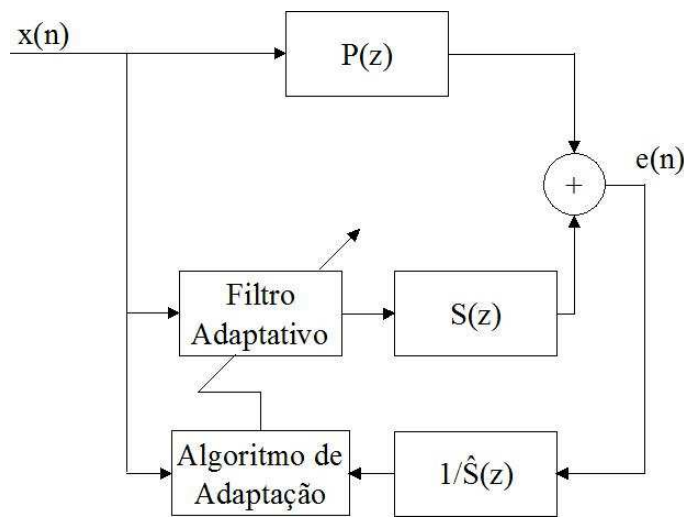 x(n)
P(z)
e(n)
+
Filtro
Adaptativo
S(z)
Algoritmo de
Adaptação
1/Ŝ(z)